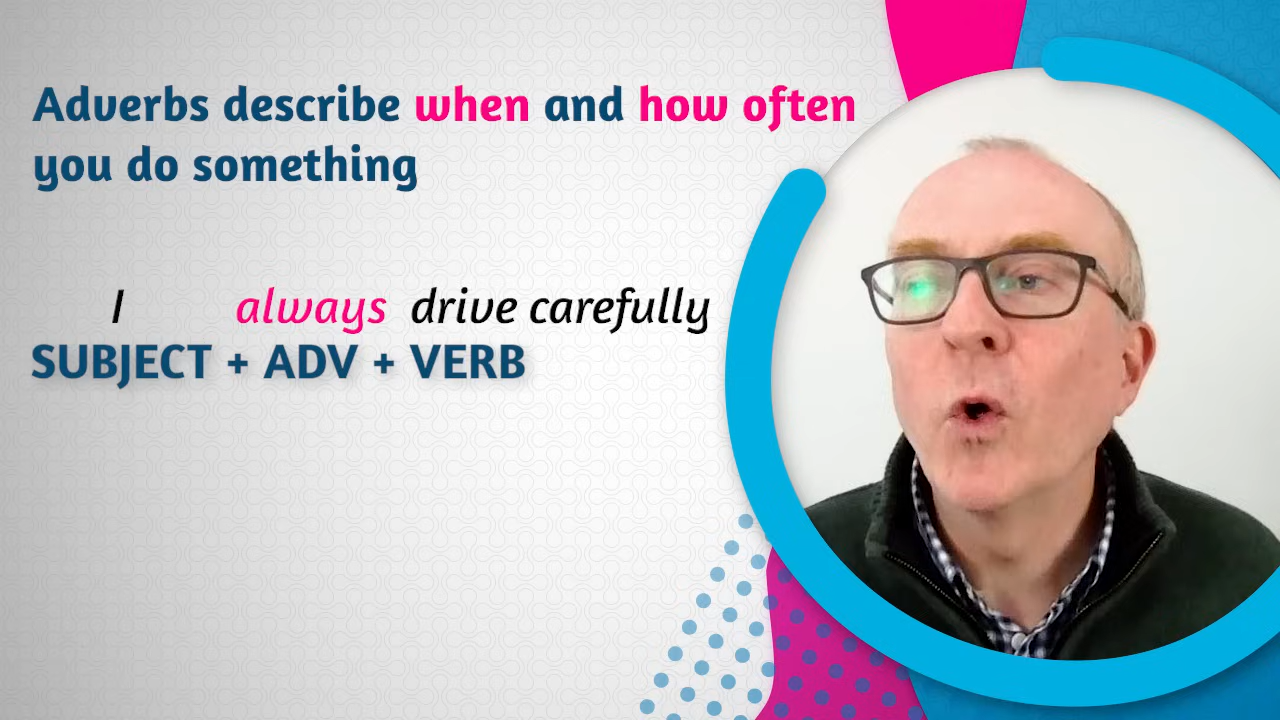 Adverbs describe when and how often
you do something
I always drive carefully
SUBJECT + ADV + VERB